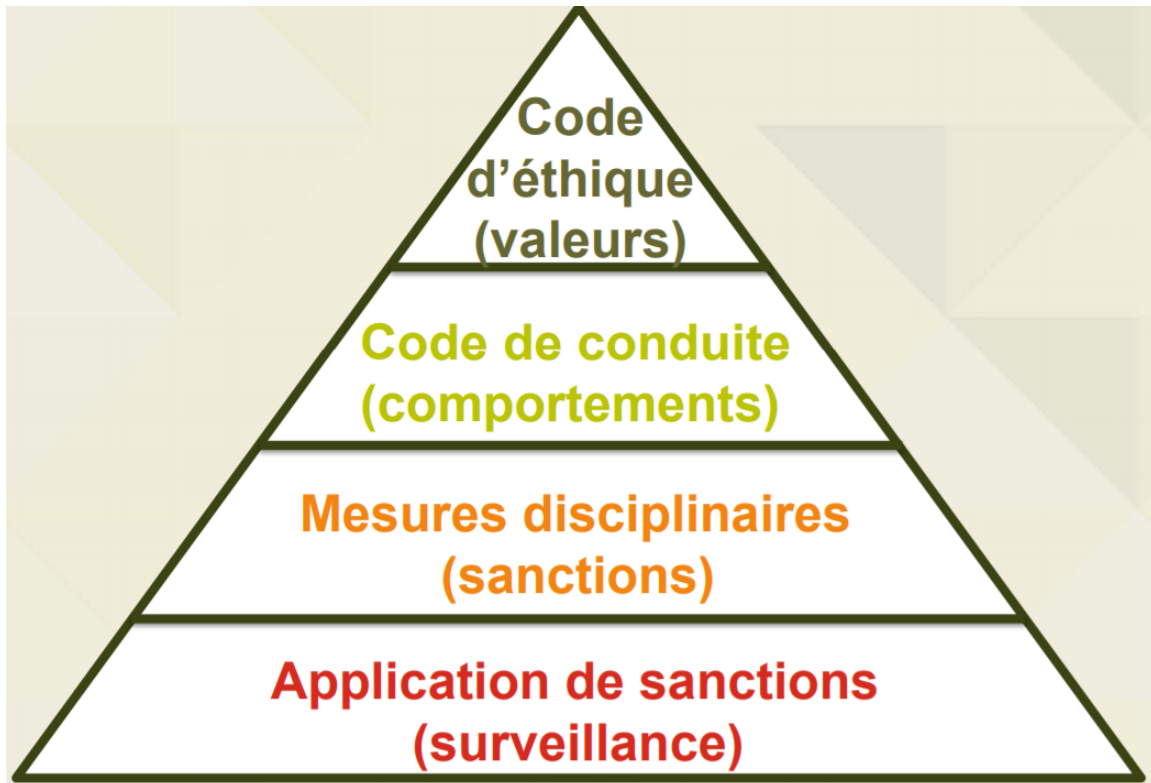 Code
d’éthique
(valeurs)
Code de conduite
(comportements)
Mesures disciplinaires
(sanctions)
Application de sanctions
(surveillance)